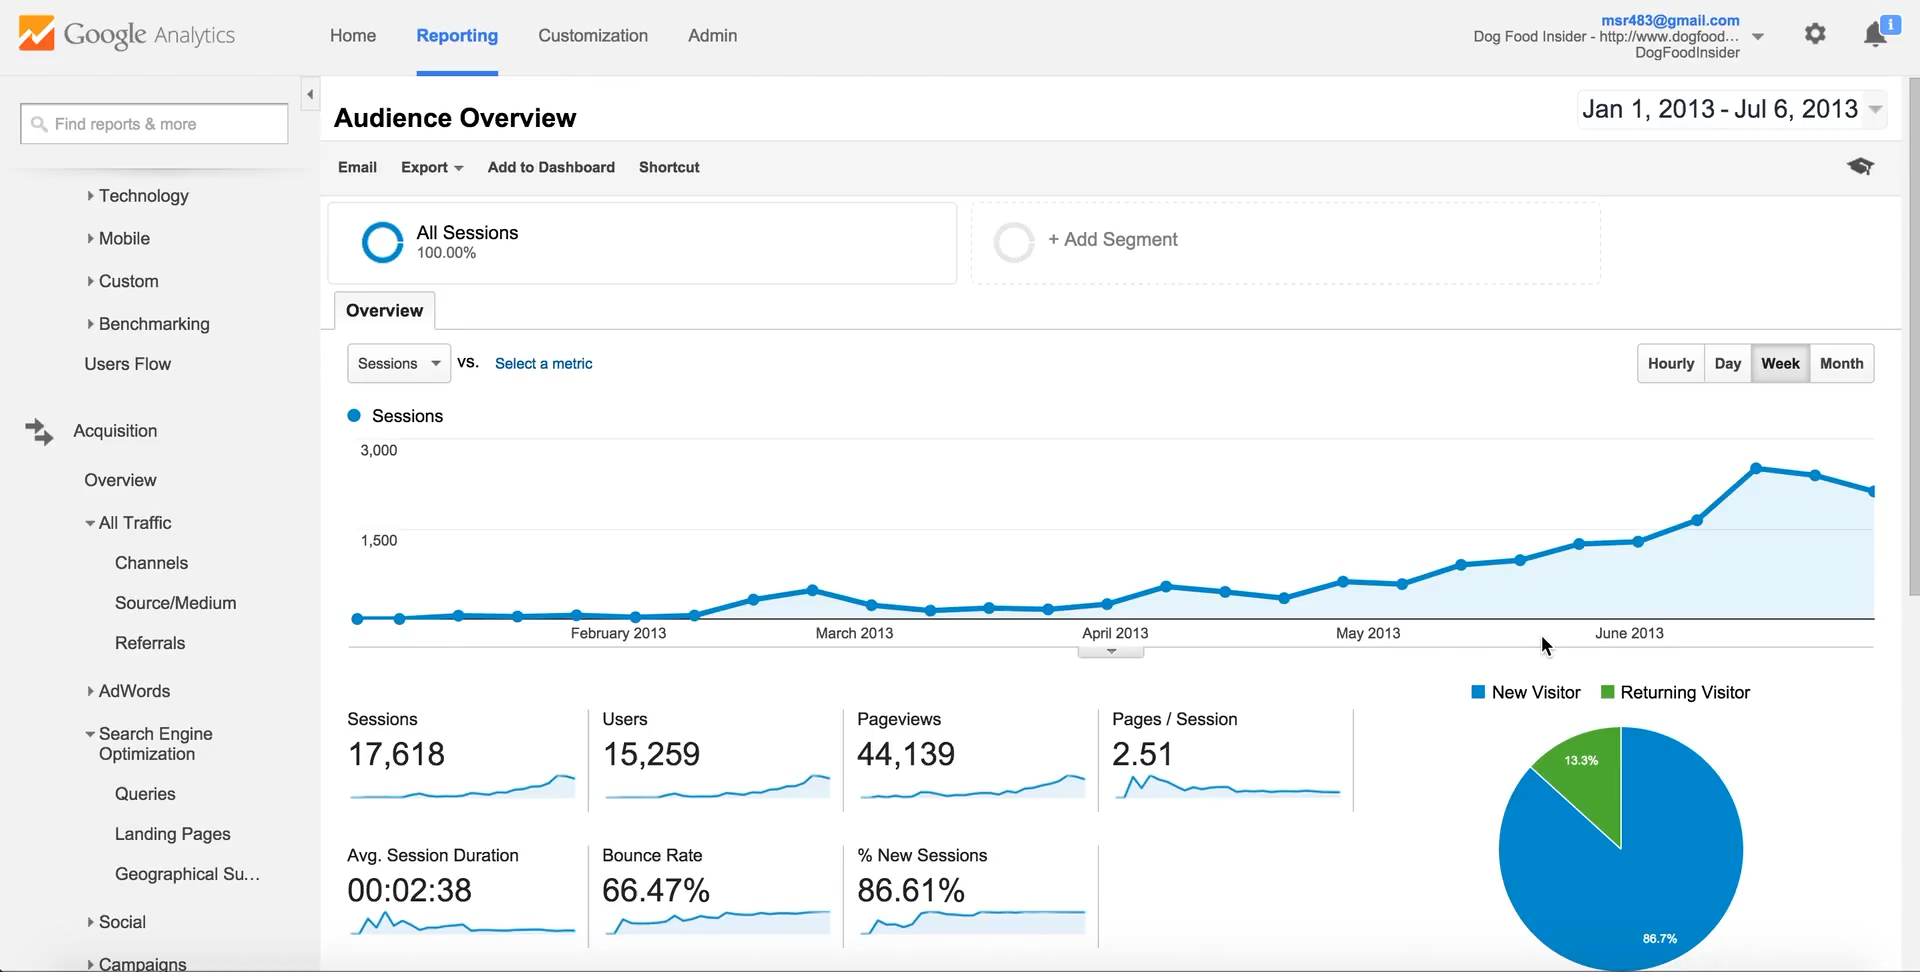 Google Analytics
Home
Reporting
Customization
Admin
msr483@gmail.com
Dog Food Insider - http://www.dogfood...
DogFoodInsider
i
Find reports & more
Technology
Mobile
Custom
Benchmarking
Users Flow
Acquisition
Overview
All Traffic
Channels
Source/Medium
Referrals
AdWords
Search Engine
Optimization
Queries
Landing Pages
Geographical Su...
Social
Campaigns
Audience Overview
Jan 1, 2013 - Jul 6, 2013
Email
Export
Add to Dashboard
Shortcut
All Sessions
100.00%
+ Add Segment
Overview
Sessions
VS.
Select a metric
Hourly
Day
Week
Month
Sessions
3,000
1,500
February 2013
March 2013
April 2013
May 2013
June 2013
New Visitor
Returning Visitor
Sessions
17,618
Users
15,259
Pageviews
44,139
Pages / Session
2.51
Avg. Session Duration
00:02:38
Bounce Rate
66.47%
% New Sessions
86.61%
13.3%
86.7%